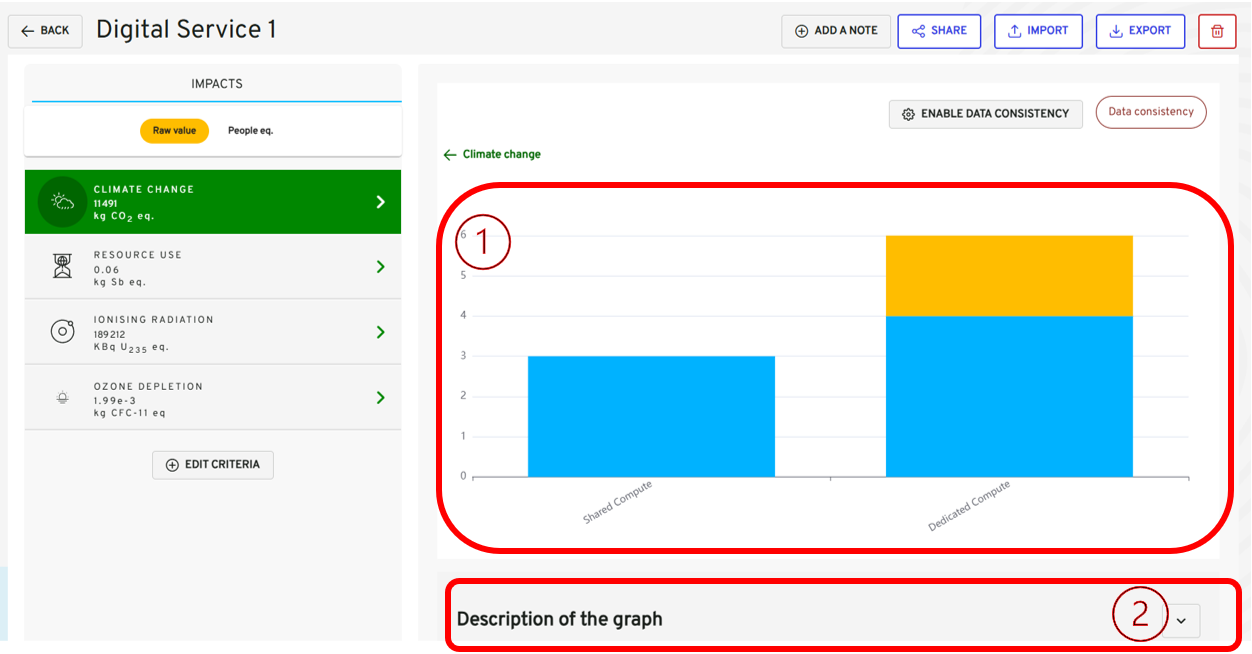 BACK
Digital Service 1
ADD A NOTE
SHARE
IMPORT
EXPORT
IMPACTS
Raw value
People eq.
CLIMATE CHANGE
11491
kg CO₂ eq.
RESOURCE USE
0.06
kg Sb eq.
IONISING RADIATION
189212
KBq U₂₃₅ eq.
OZONE DEPLETION
1.99e-3
kg CFC-11 eq
EDIT CRITERIA
ENABLE DATA CONSISTENCY
Data consistency
Climate change
1
6
5
4
3
2
1
0
Shared Compute
Dedicated Compute
Description of the graph
2